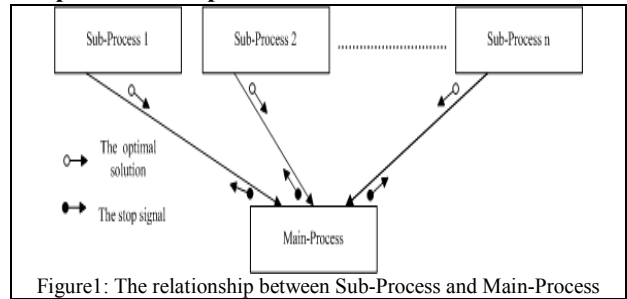 Sub-Process 1
Sub-Process 2
Sub-Process n
The optimal
solution
The stop signal
Main-Process
Figure1: The relationship between Sub-Process and Main-Process